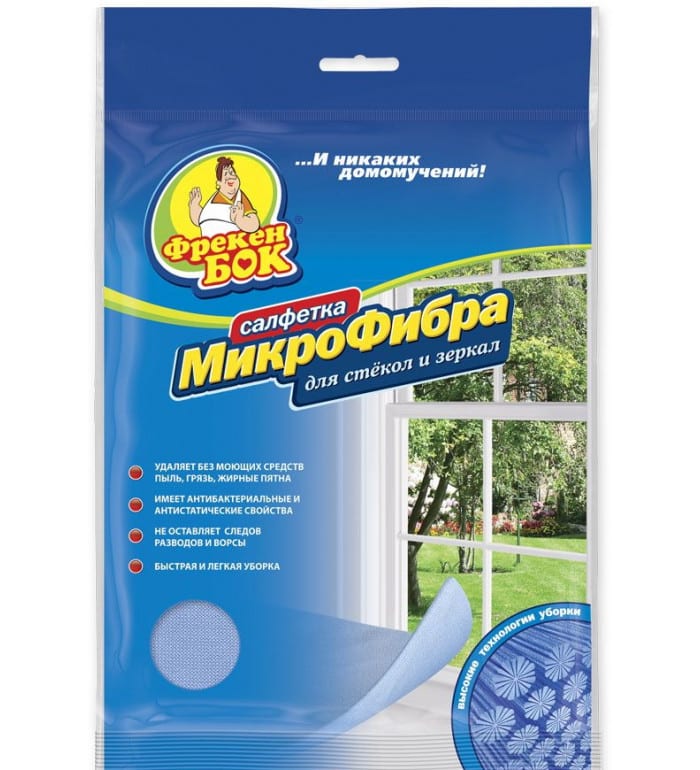 ...И никаких
домомучений!
Фрекен
БОК
®
салфетка
МикроФибра
для стёкол и зеркал
УДАЛЯЕТ БЕЗ МОЮЩИХ СРЕДСТВ
ПЫЛЬ, ГРЯЗЬ, ЖИРНЫЕ ПЯТНА
ИМЕЕТ АНТИБАКТЕРИАЛЬНЫЕ И
АНТИСТАТИЧЕСКИЕ СВОЙСТВА
НЕ ОСТАВЛЯЕТ СЛЕДОВ
РАЗВОДОВ И ВОРСЫ
БЫСТРАЯ И ЛЕГКАЯ УБОРКА
высокие технологии уборки